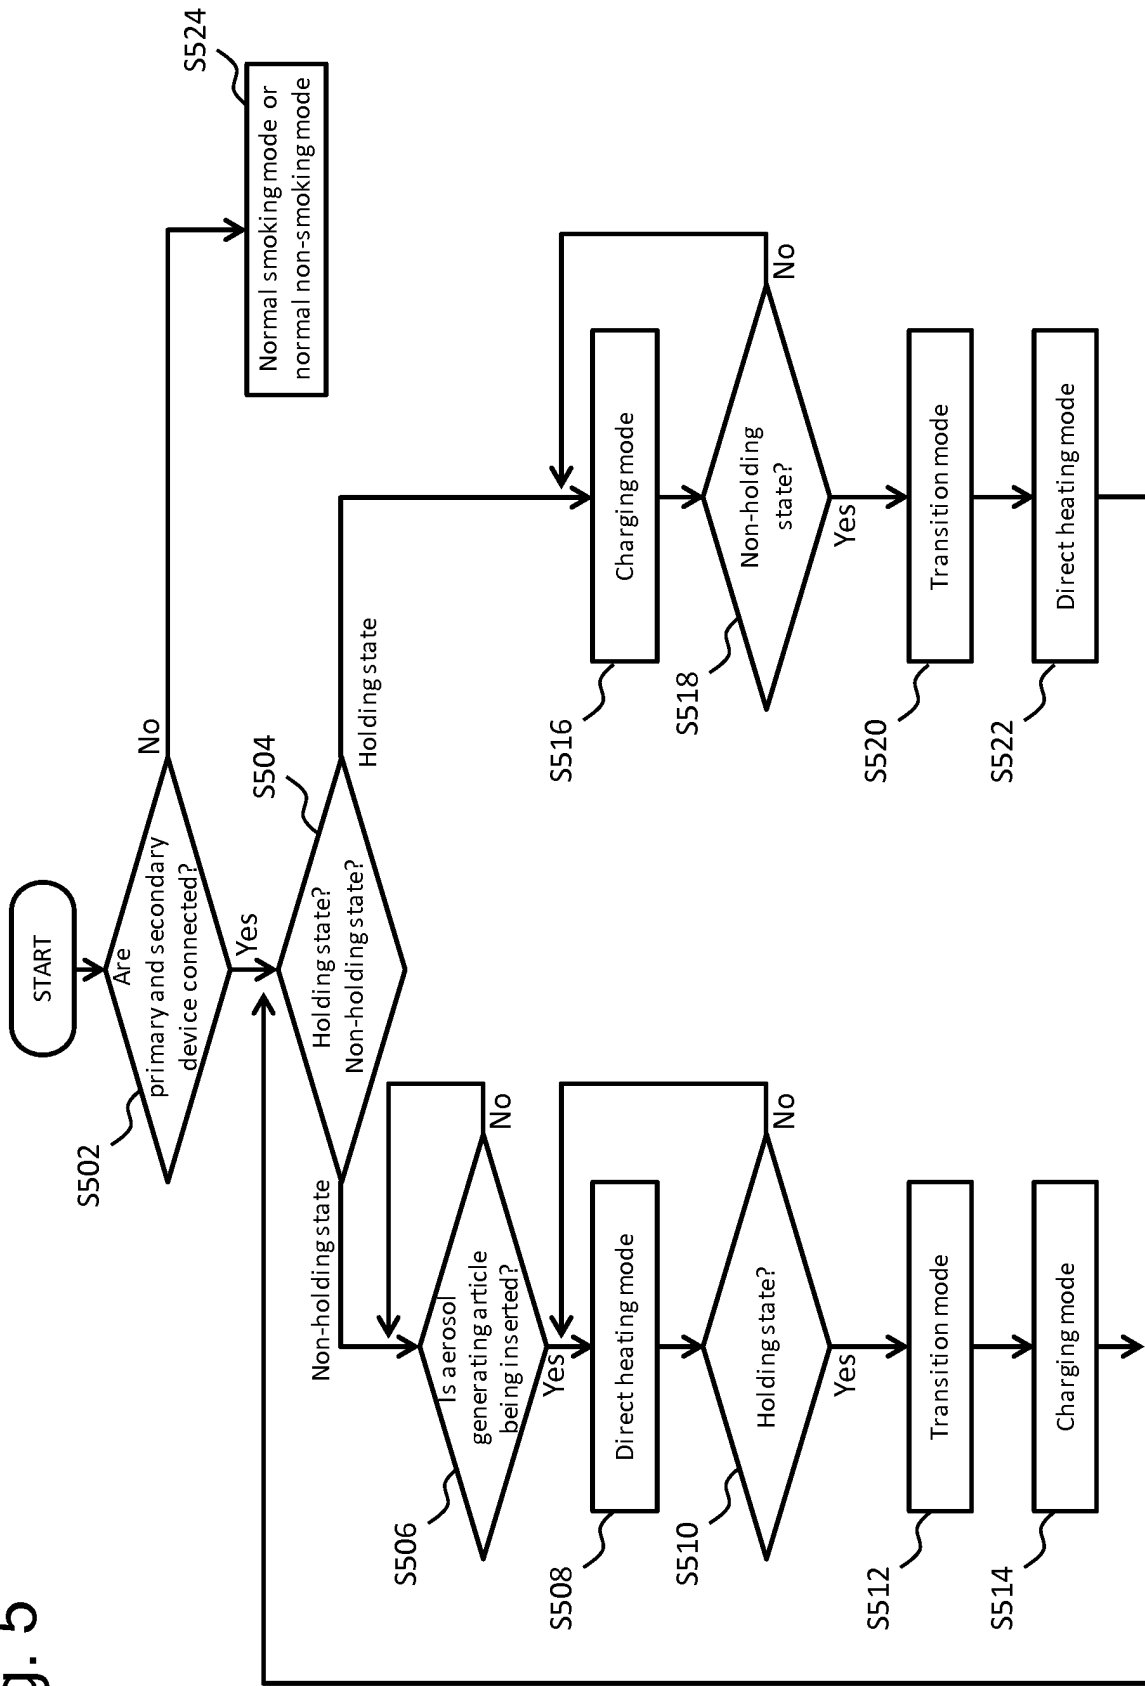 g. 5
START
S502
Are
primary and secondary
device connected?
No
Yes
S524
Normal smoking mode or
normal non-smoking mode
S504
Holding state?
Non-holding state?
Non-holding state
Holding state
S506
Is aerosol
generating article
being inserted?
No
Yes
S508
Direct heating mode
S510
Holding state?
No
Yes
S512
Transition mode
S514
Charging mode
S516
Charging mode
S518
Non-holding
state?
No
Yes
S520
Transition mode
S522
Direct heating mode